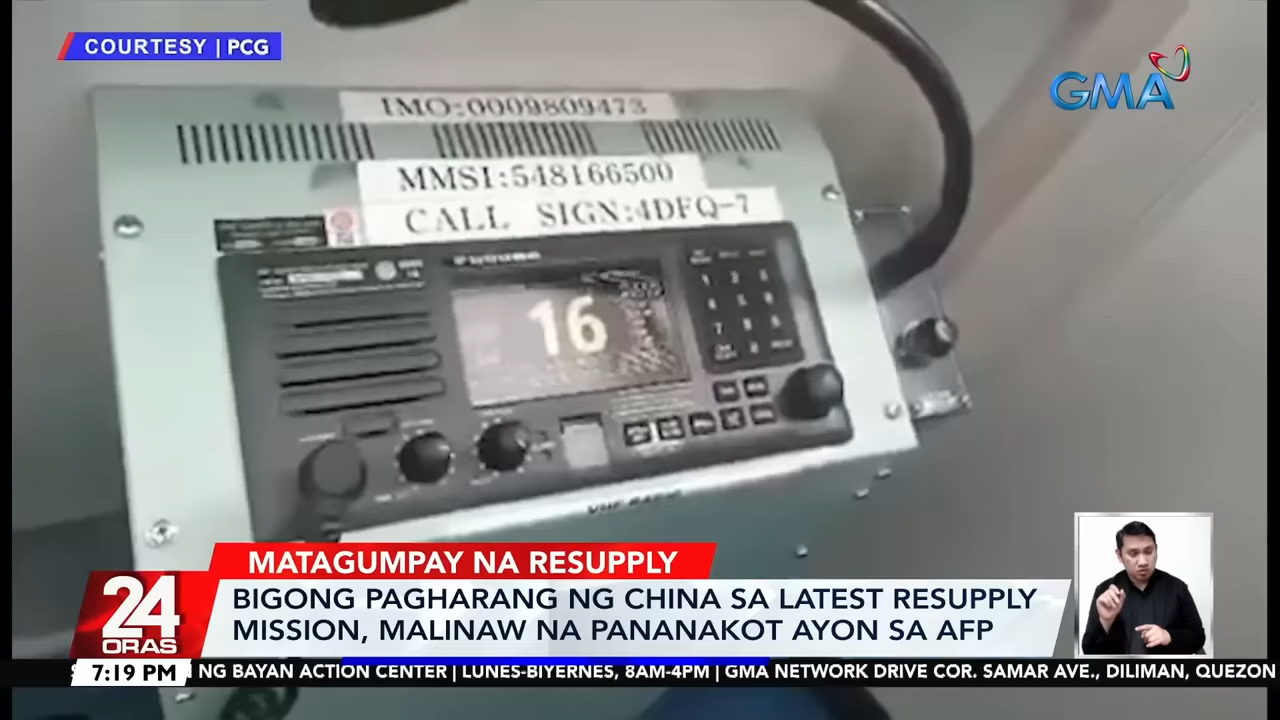 COURTESY | PCG
GMA
IMO:0009809473
MMSI:548166500
CALL SIGN:4DFQ-7
16
MATAGUMPAY NA RESUPPLY
24 ORAS
BIGONG PAGHARANG NG CHINA SA LATEST RESUPPLY
MISSION, MALINAW NA PANANAKOT AYON SA AFP
7:19 PM
NG BAYAN ACTION CENTER | LUNES-BIYERNES, 8AM-4PM | GMA NETWORK DRIVE COR. SAMAR AVE., DILIMAN, QUEZON